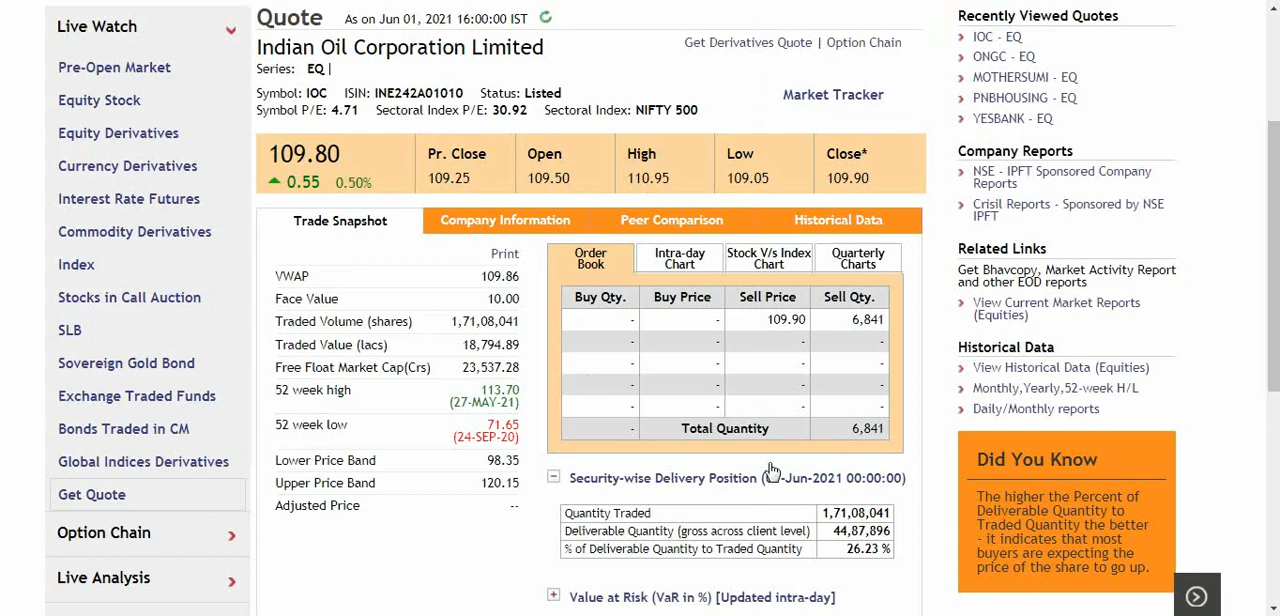 Live Watch
Pre-Open Market
Equity Stock
Equity Derivatives
Currency Derivatives
Interest Rate Futures
Commodity Derivatives
Index
Stocks in Call Auction
SLB
Sovereign Gold Bond
Exchange Traded Funds
Bonds Traded in CM
Global Indices Derivatives
Get Quote
Option Chain
Live Analysis
Quote As on Jun 01, 2021 16:00:00 IST
Indian Oil Corporation Limited
Get Derivatives Quote | Option Chain
Series: EQ |
Symbol: IOC ISIN: INE242A01010 Status: Listed
Symbol P/E: 4.71 Sectoral Index P/E: 30.92 Sectoral Index: NIFTY 500
Market Tracker
109.80 Pr. Close Open High Low Close*
0.55 0.50% 109.25 109.50 110.95 109.05 109.90
Trade Snapshot Company Information Peer Comparison Historical Data
Print
VWAP 109.86
Face Value 10.00
Traded Volume (shares) 1,71,08,041
Traded Value (lacs) 18,794.89
Free Float Market Cap(Crs) 23,537.28
52 week high 113.70
(27-MAY-21)
52 week low 71.65
(24-SEP-20)
Lower Price Band 98.35
Upper Price Band 120.15
Adjusted Price --
Order Book
Intra-day Chart
Stock V/s Index Chart
Quarterly Charts
Buy Qty. Buy Price Sell Price Sell Qty.
- - 109.90 6,841
- - - -
- - - -
- - - -
- - - -
- Total Quantity 6,841
Security-wise Delivery Position ( -Jun-2021 00:00:00)
Quantity Traded 1,71,08,041
Deliverable Quantity (gross across client level) 44,87,896
% of Deliverable Quantity to Traded Quantity 26.23 %
Value at Risk (VaR in %) [Updated intra-day]
Recently Viewed Quotes
IOC - EQ
ONGC - EQ
MOTHERSUMI - EQ
PNBHOUSING - EQ
YESBANK - EQ
Company Reports
NSE - IPFT Sponsored Company
Reports
Crisil Reports - Sponsored by NSE
IPFT
Related Links
Get Bhavcopy, Market Activity Report
and other EOD reports
View Current Market Reports
(Equities)
Historical Data
View Historical Data (Equities)
Monthly,Yearly,52-week H/L
Daily/Monthly reports
Did You Know
The higher the Percent of
Deliverable Quantity to
Traded Quantity the better
- it indicates that most
buyers are expecting the
price of the share to go up.